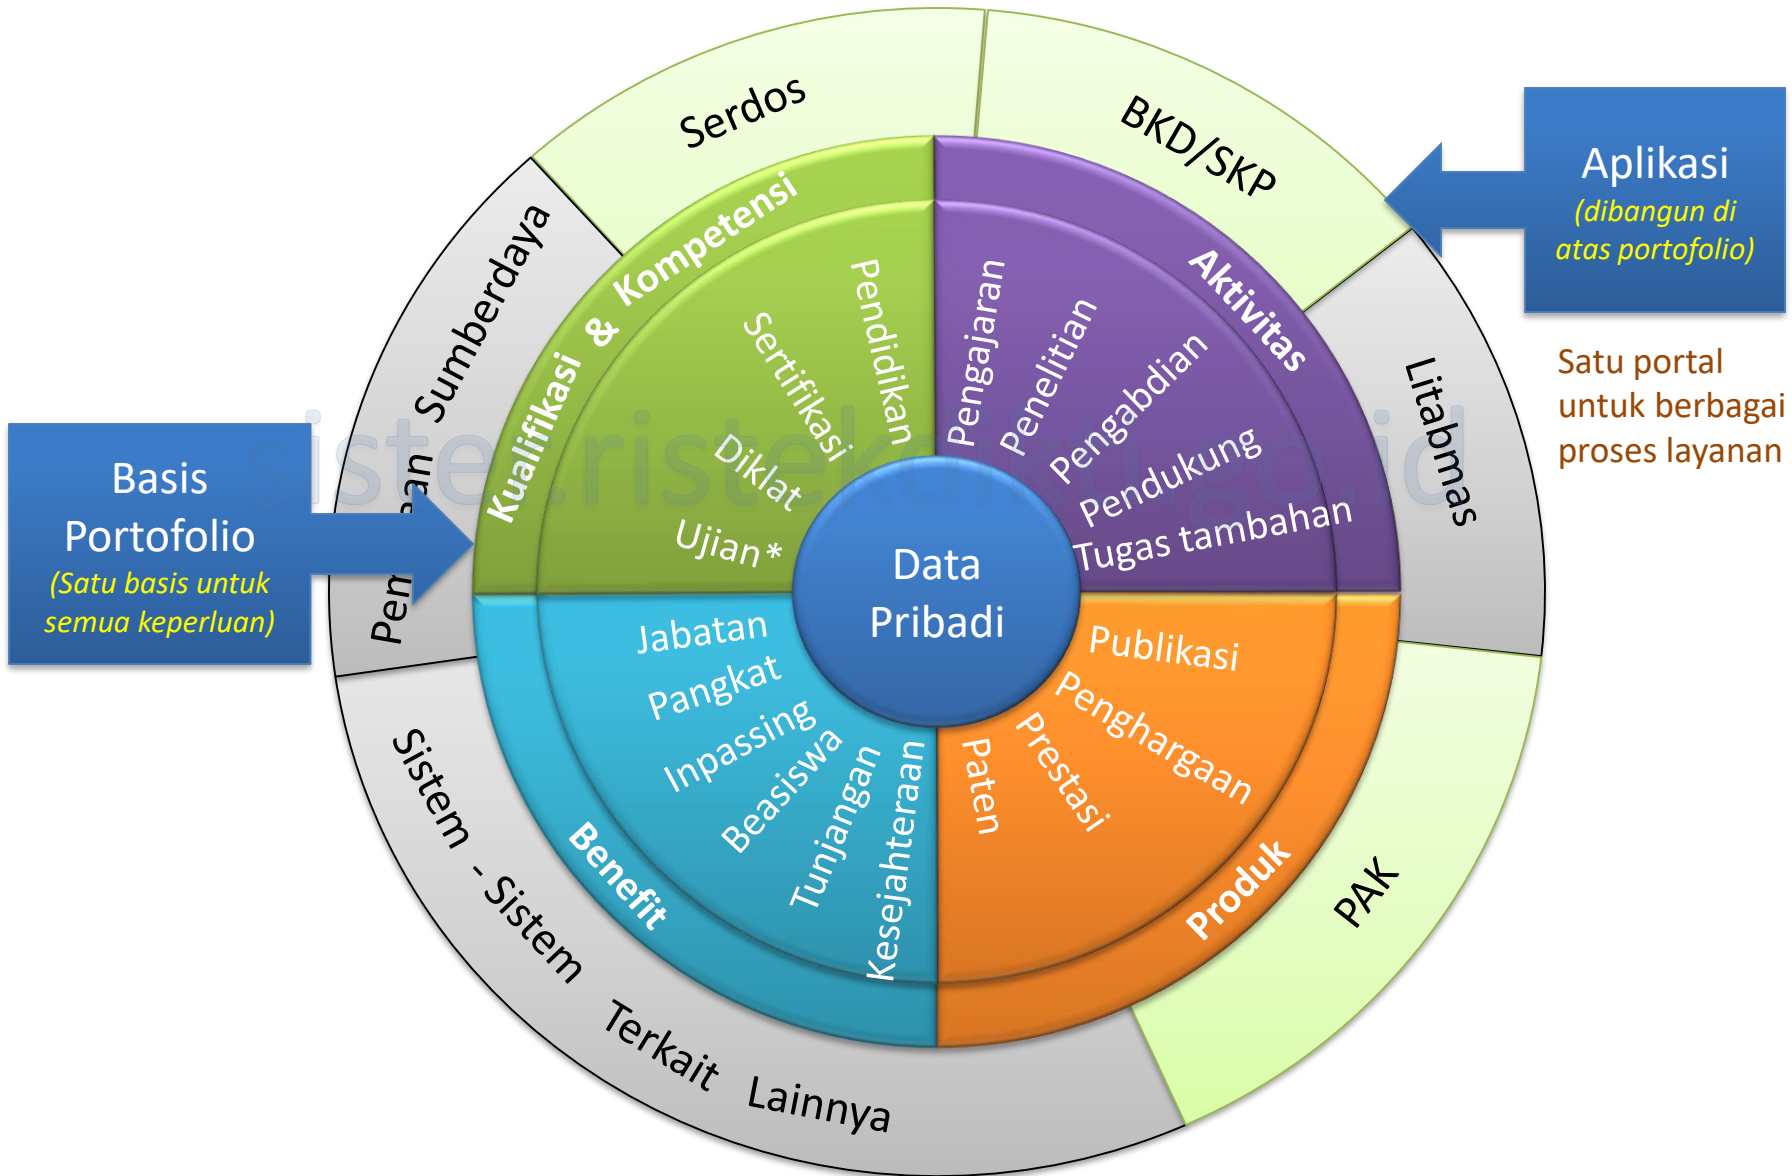 Serdos
BKD/SKP
Aplikasi
(dibangun di
atas portofolio)
Satu portal
untuk berbagai
proses layanan
Litabmas
PAK
Sistem - Sistem Terkait Lainnya
Sumberdaya
Basis
Portofolio
(Satu basis untuk
semua keperluan)
Kualifikasi & Kompetensi
Pendidikan
Sertifikasi
Diklat
Ujian*
Aktivitas
Pengajaran
Penelitian
Pengabdian
Pendukung
Tugas tambahan
Data
Pribadi
Benefit
Jabatan
Pangkat
Inpassing
Beasiswa
Tunjangan
Kesejahteraan
Produk
Publikasi
Penghargaan
Prestasi
Paten